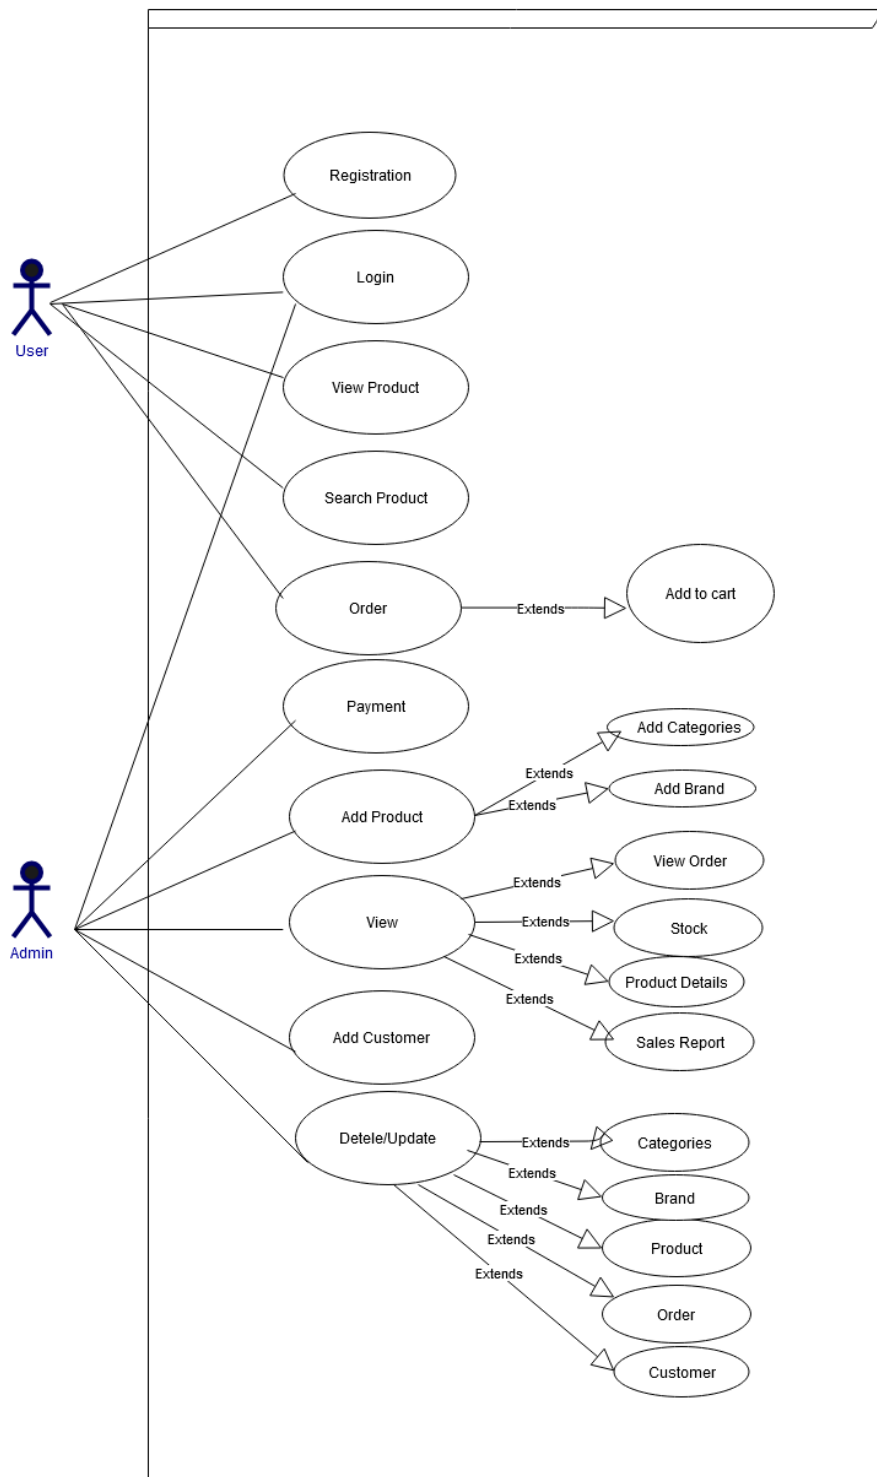 Registration
Login
User
View Product
Search Product
Order
Extends
Add to cart
Payment
Add Categories
Extends
Add Brand
Extends
Add Product
View Order
Extends
View
Extends
Stock
Admin
Extends
Product Details
Extends
Sales Report
Add Customer
Detele/Update
Extends
Categories
Extends
Brand
Extends
Product
Extends
Order
Extends
Customer